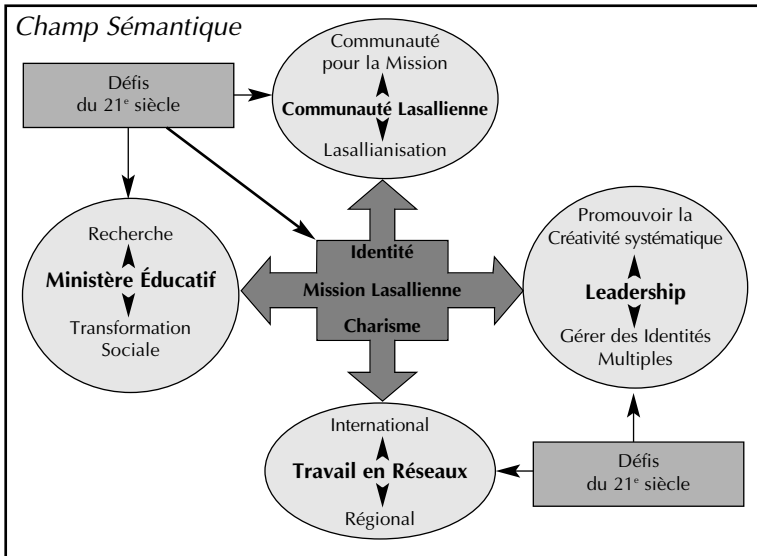 Champ Sémantique
Défis
du 21e siècle
Communauté
pour la Mission
Communauté Lasallienne
Lasallianisation
Recherche
Ministère Éducatif
Transformation
Sociale
Identité
Mission Lasallienne
Charisme
Promouvoir la
Créativité systématique
Leadership
Gérer des Identités
Multiples
International
Travail en Réseaux
Régional
Défis
du 21e siècle